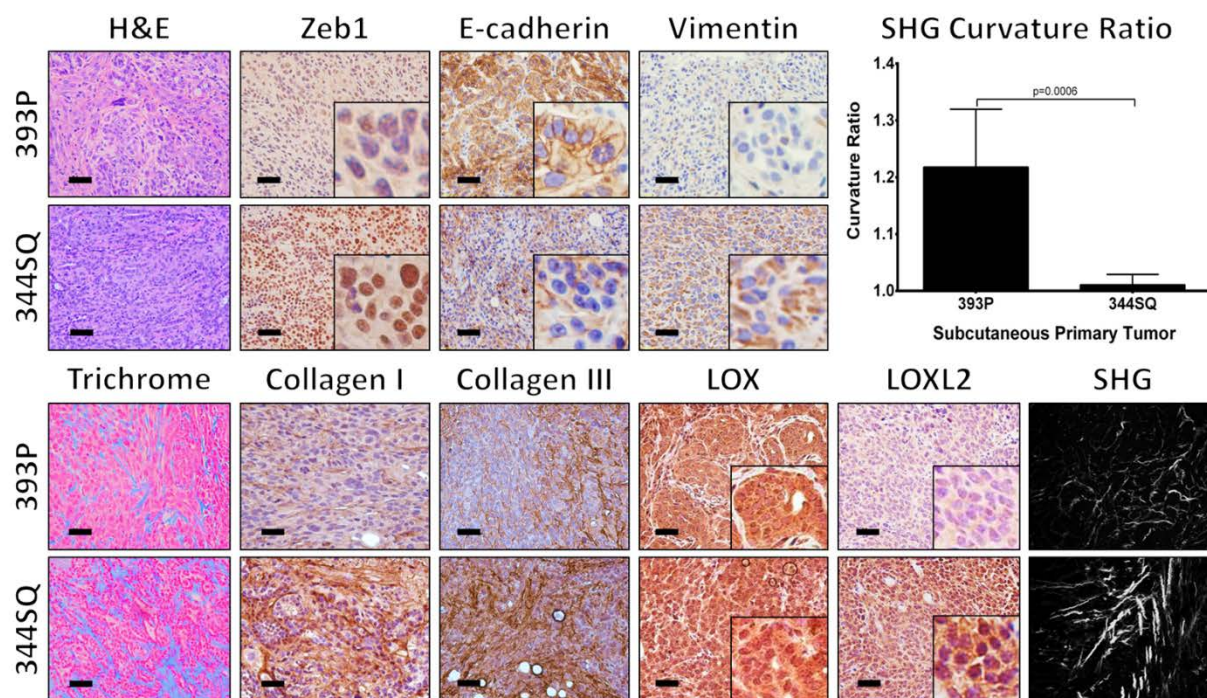 H&E Zeb1 E-cadherin Vimentin SHG Curvature Ratio
393P
344SQ
Curvature Ratio
1.4
1.3
1.2
1.1
1.0
p=0.0006
393P 344SQ
Subcutaneous Primary Tumor
Trichrome Collagen I Collagen III LOX LOXL2 SHG
393P
344SQ